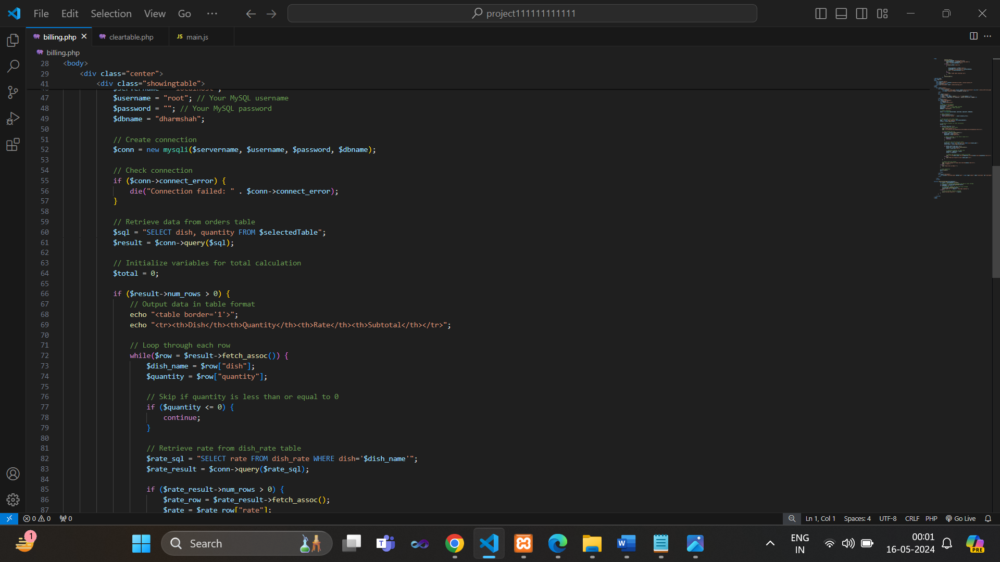 File Edit Selection View Go ···
project111111111111
billing.php
cleartable.php
JS main.js
billing.php
28 <body>
29 <div class="center">
41 <div class="showingtable">
47 $username = "root"; // Your MySQL username
48 $password = ""; // Your MySQL password
49 $dbname = "dharmshah";
50
51 // Create connection
52 $conn = new mysqli($servername, $username, $password, $dbname);
53
54 // Check connection
55 if ($conn->connect_error) {
56 die("Connection failed: " . $conn->connect_error);
57 }
58
59 // Retrieve data from orders table
60 $sql = "SELECT dish, quantity FROM $selectedTable";
61 $result = $conn->query($sql);
62
63 // Initialize variables for total calculation
64 $total = 0;
65
66 if ($result->num_rows > 0) {
67 // Output data in table format
68 echo "<table border='1'>";
69 echo "<tr><th>Dish</th><th>Quantity</th><th>Rate</th><th>Subtotal</th></tr>";
70
71 // Loop through each row
72 while($row = $result->fetch_assoc()) {
73 $dish_name = $row["dish"];
74 $quantity = $row["quantity"];
75
76 // Skip if quantity is less than or equal to 0
77 if ($quantity <= 0) {
78 continue;
79 }
80
81 // Retrieve rate from dish_rate table
82 $rate_sql = "SELECT rate FROM dish_rate WHERE dish='$dish_name'";
83 $rate_result = $conn->query($rate_sql);
84
85 if ($rate_result->num_rows > 0) {
86 $rate_row = $rate_result->fetch_assoc();
87 $rate = $rate_row["rate"];
0 0 0
Ln 1, Col 1 Spaces: 4 UTF-8 CRLF PHP Go Live
1
Search
ENG
IN
00:01
16-05-2024
PRE